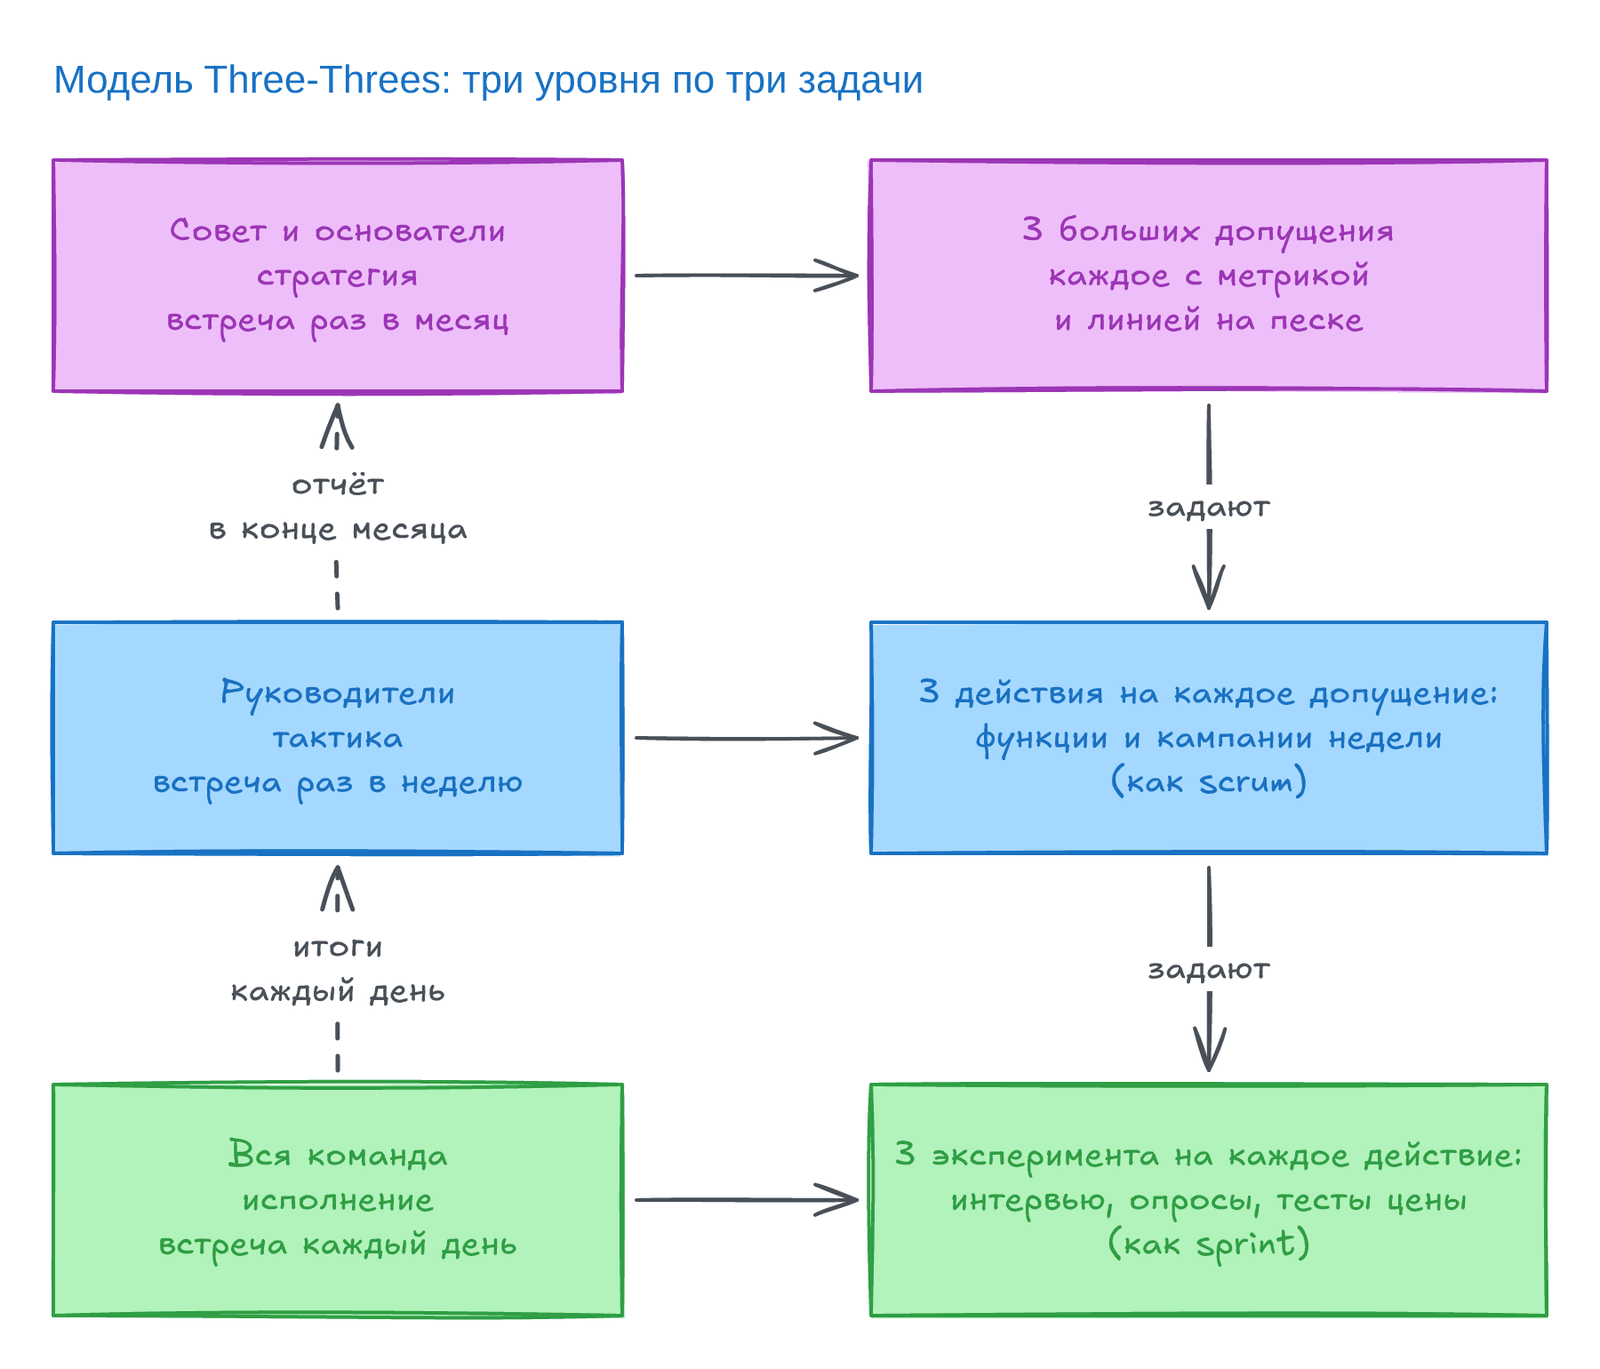 Модель Three-Threes: три уровня по три задачи
Совет и основатели
стратегия
встреча раз в месяц
3 больших допущения
каждое с метрикой
и линией на песке
отчёт
в конце месяца
задают
Руководители
тактика
встреча раз в неделю
3 действия на каждое допущение:
функции и кампании недели
(как scrum)
итоги
каждый день
задают
Вся команда
исполнение
встреча каждый день
3 эксперимента на каждое действие:
интервью, опросы, тесты цены
(как sprint)